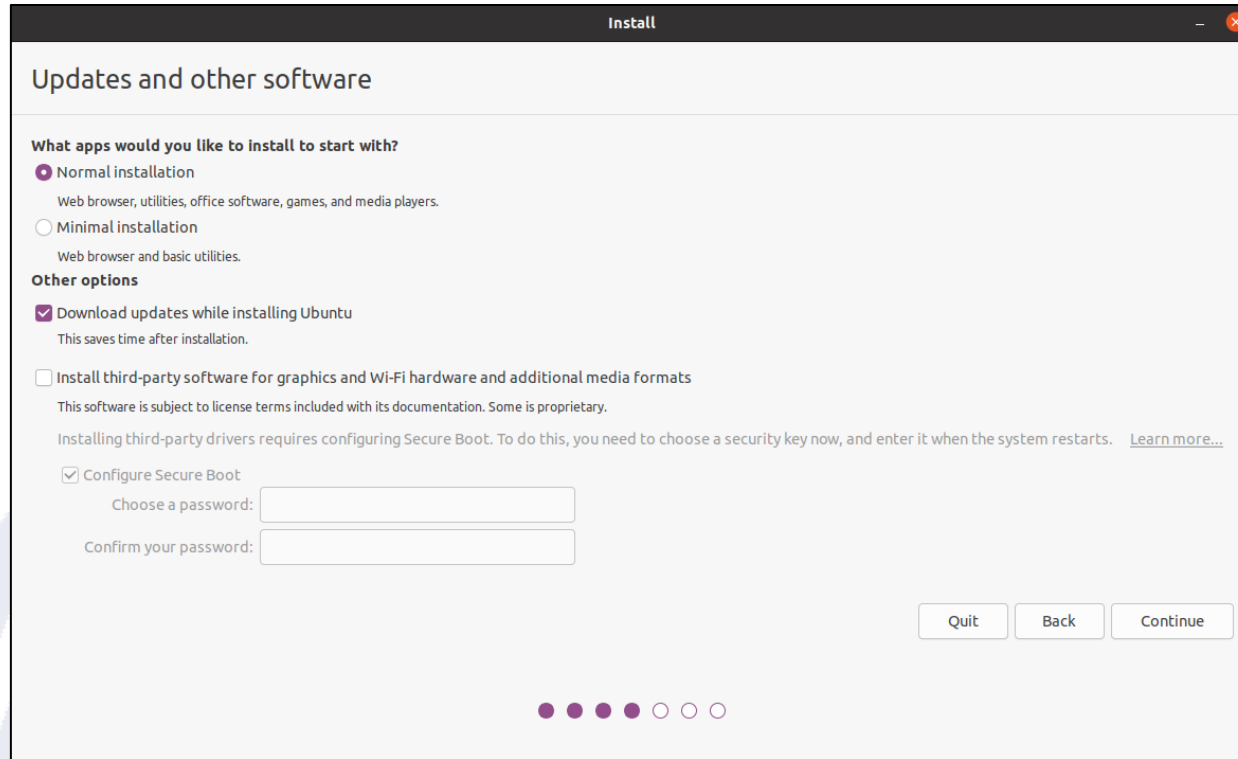 Install
Updates and other software
What apps would you like to install to start with?
Normal installation
Web browser, utilities, office software, games, and media players.
Minimal installation
Web browser and basic utilities.
Other options
Download updates while installing Ubuntu
This saves time after installation.
Install third-party software for graphics and Wi-Fi hardware and additional media formats
This software is subject to license terms included with its documentation. Some is proprietary.
Installing third-party drivers requires configuring Secure Boot. To do this, you need to choose a security key now, and enter it when the system restarts. Learn more...
Configure Secure Boot
Choose a password:
Confirm your password:
Quit Back Continue